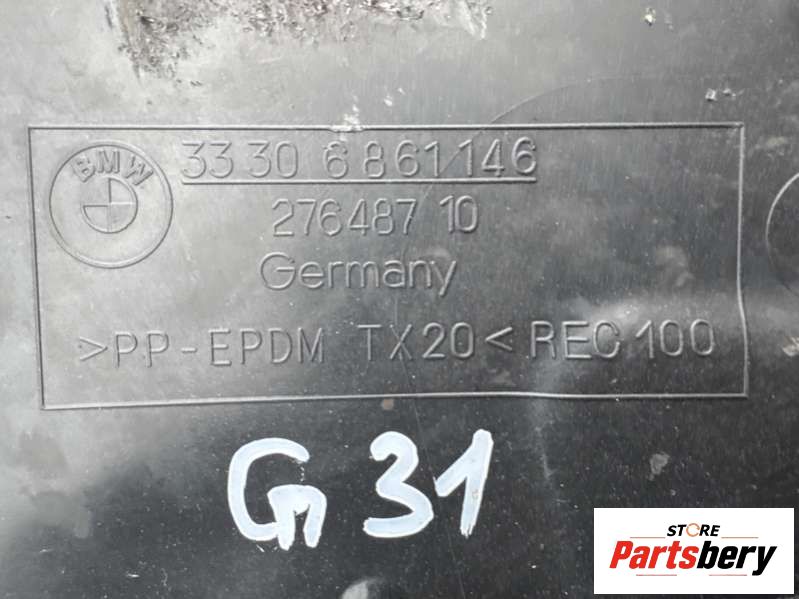 BMW
33 30 6 861 146
276487 10
Germany
>PP-EPDM TX20< REC 100
G31
STORE
Partsbery